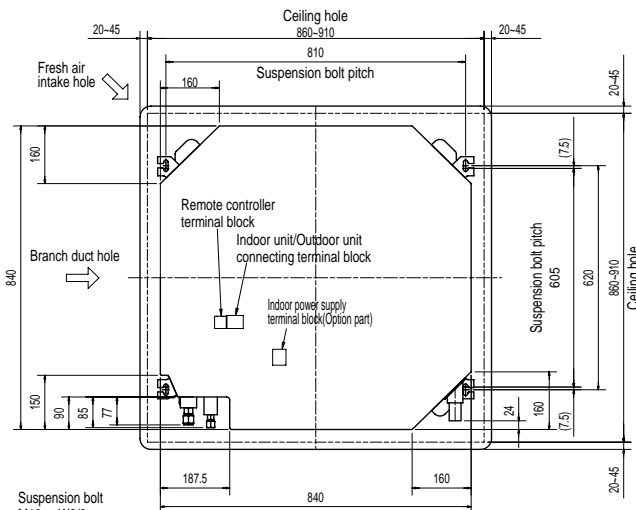 Ceiling hole
20~45
860~910
20~45
810
Fresh air
intake hole
Suspension bolt pitch
160
20~45
160
(7.5)
Remote controller
terminal block
Indoor unit/Outdoor unit
connecting terminal block
Branch duct hole
840
Suspension bolt pitch
605
620
860~910
Ceiling hole
Indoor power supply
terminal block(Option part)
150
90
85
77
24
160
(7.5)
187.5
160
20~45
840
Suspension bolt